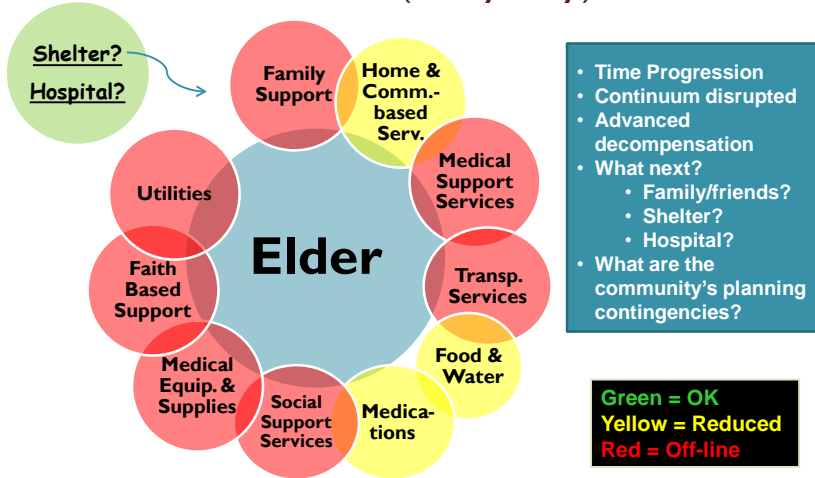 Shelter?
Hospital?
Family
Support
Home &
Comm.-
based
Serv.
Medical
Support
Services
Transp.
Services
Food &
Water
Medica-
tions
Social
Support
Services
Medical
Equip. &
Supplies
Faith
Based
Support
Utilities
Elder
• Time Progression
• Continuum disrupted
• Advanced
decompensation
• What next?
• Family/friends?
• Shelter?
• Hospital?
• What are the
community’s planning
contingencies?
Green = OK
Yellow = Reduced
Red = Off-line